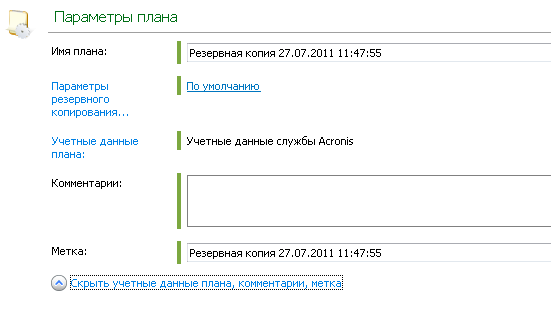 Параметры плана
Имя плана: Резервная копия 27.07.2011 11:47:55
Параметры резервного копирования... По умолчанию
Учетные данные плана: Учетные данные службы Acronis
Комментарии:
Метка: Резервная копия 27.07.2011 11:47:55
Скрыть учетные данные плана, комментарии, метка